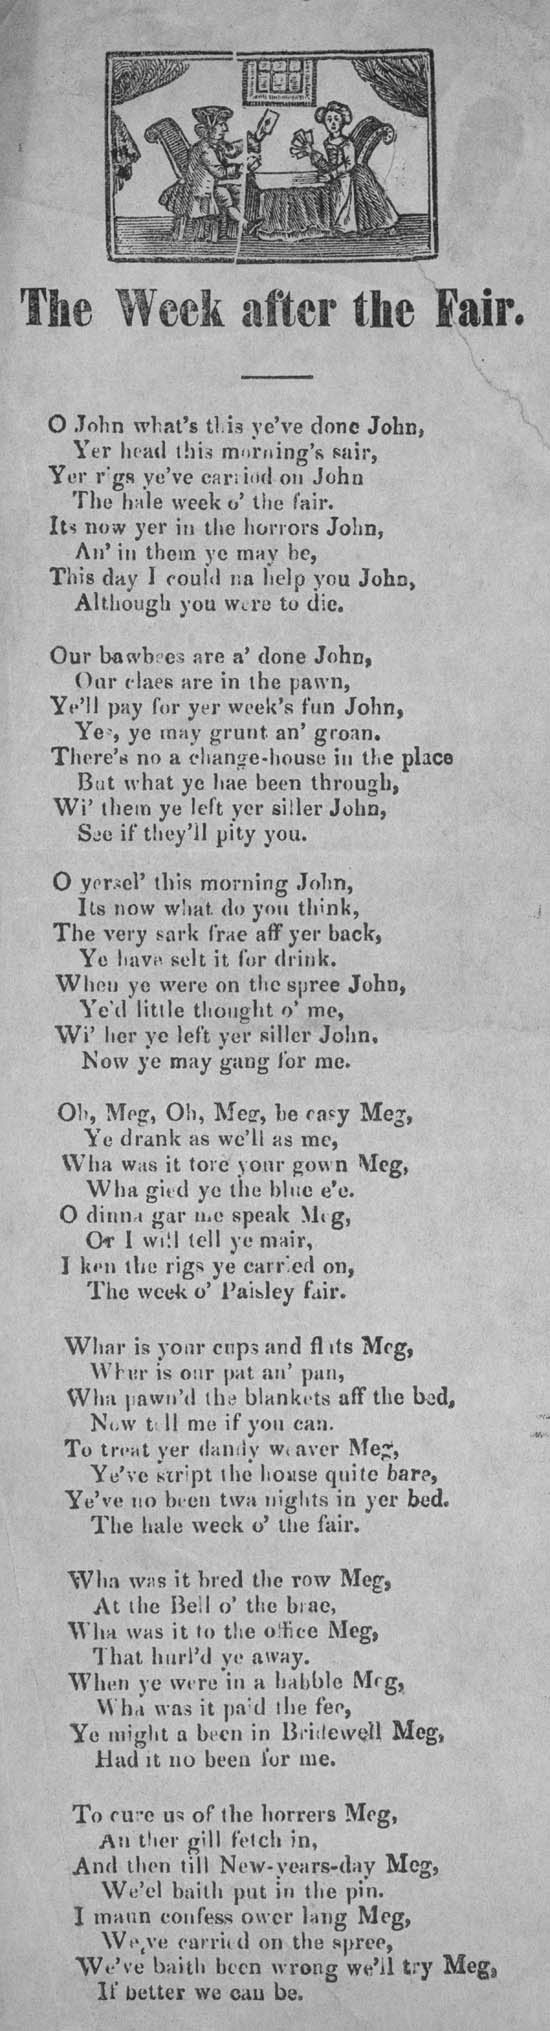 The Week after the Fair.
O John what's this ye've done John,
Yer head this morning's sair,
Yer rigs ye've carried on John
The hale week o' the fair.
Its now yer in the horrors John,
An' in them ye may be,
This day I could na help you John,
Although you were to die.
Our bawbees are a' done John,
Our claes are in the pawn,
Ye'll pay for yer week's fun John,
Yes, ye may grunt an' groan.
There's no a change-house in the place
But what ye hae been through,
Wi' them ye left yer siller John,
See if they'll pity you.
O yersel' this morning John,
Its now what do you think,
The very sark frae aff yer back,
Ye have selt it for drink.
When ye were on the spree John,
Ye'd little thought o' me,
Wi' her ye left yer siller John,
Now ye may gang for me.
Oh, Meg, Oh, Meg, be easy Meg,
Ye drank as we'll as me,
Wha was it tore your gown Meg,
Wha gied ye the blue e'e.
O dinna gar me speak Meg,
Or I will tell ye mair,
I ken the rigs ye carried on,
The week o' Paisley fair.
Whar is your cups and flats Meg,
Whur is our pat an' pan,
Wha pawn'd the blankets aff the bed,
Now tell me if you can.
To treat yer dandy weaver Meg,
Ye've stript the house quite bare,
Ye've no been twa nights in yer bed.
The hale week o' the fair.
Wha was it bred the row Meg,
At the Bell o' the brae,
Wha was it to the office Meg,
That hurl'd ye away.
When ye were in a habble Meg,
Wha was it paid the fee,
Ye might a been in Bridewell Meg,
Had it no been for me.
To cure us of the horrers Meg,
An ther gill fetch in,
And then till New-years-day Meg,
We'el baith put in the pin.
I maun confess ower lang Meg,
We,ve carried on the spree,
We've baith been wrong we'll try Meg,
If better we can be.